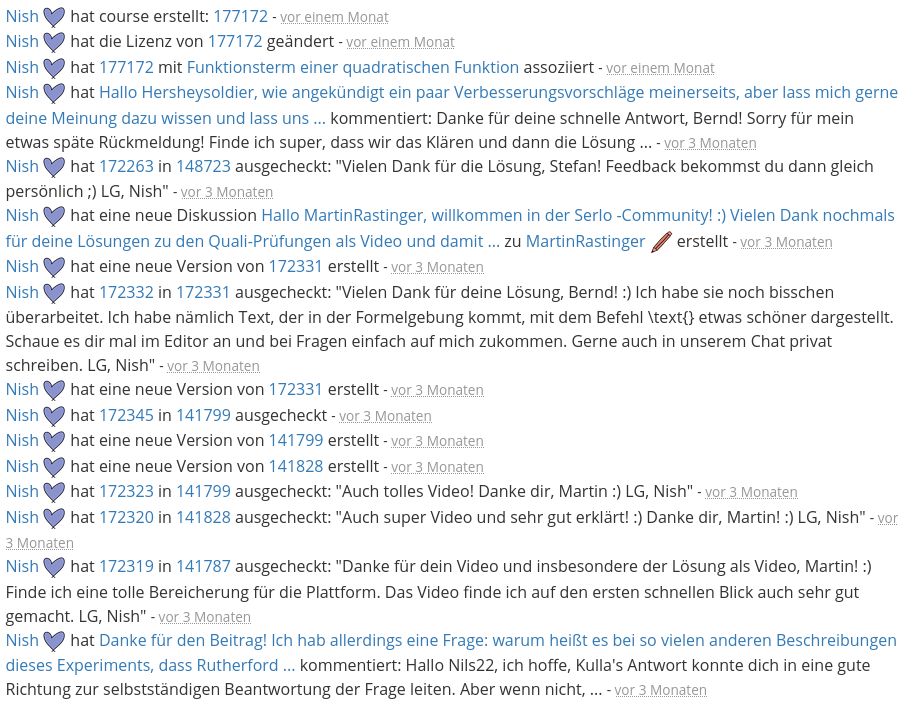 Nish hat course erstellt: 177172 - vor einem Monat
Nish hat die Lizenz von 177172 geändert - vor einem Monat
Nish hat 177172 mit Funktionsterm einer quadratischen Funktion assoziiert - vor einem Monat
Nish hat Hallo Hersheysoldier, wie angekündigt ein paar Verbesserungsvorschläge meinerseits, aber lass mich gerne
deine Meinung dazu wissen und lass uns ... kommentiert: Danke für deine schnelle Antwort, Bernd! Sorry für mein
etwas späte Rückmeldung! Finde ich super, dass wir das Klären und dann die Lösung ... - vor 3 Monaten
Nish hat 172263 in 148723 ausgecheckt: "Vielen Dank für die Lösung, Stefan! Feedback bekommst du dann gleich
persönlich ;) LG, Nish" - vor 3 Monaten
Nish hat eine neue Diskussion Hallo MartinRastinger, willkommen in der Serlo -Community! :) Vielen Dank nochmals
für deine Lösungen zu den Quali-Prüfungen als Video und damit ... zu MartinRastinger erstellt - vor 3 Monaten
Nish hat eine neue Version von 172331 erstellt - vor 3 Monaten
Nish hat 172332 in 172331 ausgecheckt: "Vielen Dank für deine Lösung, Bernd! :) Ich habe sie noch bisschen
überarbeitet. Ich habe nämlich Text, der in der Formelgebung kommt, mit dem Befehl \text{} etwas schöner dargestellt.
Schaue es dir mal im Editor an und bei Fragen einfach auf mich zukommen. Gerne auch in unserem Chat privat
schreiben. LG, Nish" - vor 3 Monaten
Nish hat eine neue Version von 172331 erstellt - vor 3 Monaten
Nish hat 172345 in 141799 ausgecheckt - vor 3 Monaten
Nish hat eine neue Version von 141799 erstellt - vor 3 Monaten
Nish hat eine neue Version von 141828 erstellt - vor 3 Monaten
Nish hat 172323 in 141799 ausgecheckt: "Auch tolles Video! Danke dir, Martin :) LG, Nish" - vor 3 Monaten
Nish hat 172320 in 141828 ausgecheckt: "Auch super Video und sehr gut erklärt! :) Danke dir, Martin! :) LG, Nish" - vor
3 Monaten
Nish hat 172319 in 141787 ausgecheckt: "Danke für dein Video und insbesondere der Lösung als Video, Martin! :)
Finde ich eine tolle Bereicherung für die Plattform. Das Video finde ich auf den ersten schnellen Blick auch sehr gut
gemacht. LG, Nish" - vor 3 Monaten
Nish hat Danke für den Beitrag! Ich hab allerdings eine Frage: warum heißt es bei so vielen anderen Beschreibungen
dieses Experiments, dass Rutherford ... kommentiert: Hallo Nils22, ich hoffe, Kulla's Antwort konnte dich in eine gute
Richtung zur selbstständigen Beantwortung der Frage leiten. Aber wenn nicht, ... - vor 3 Monaten